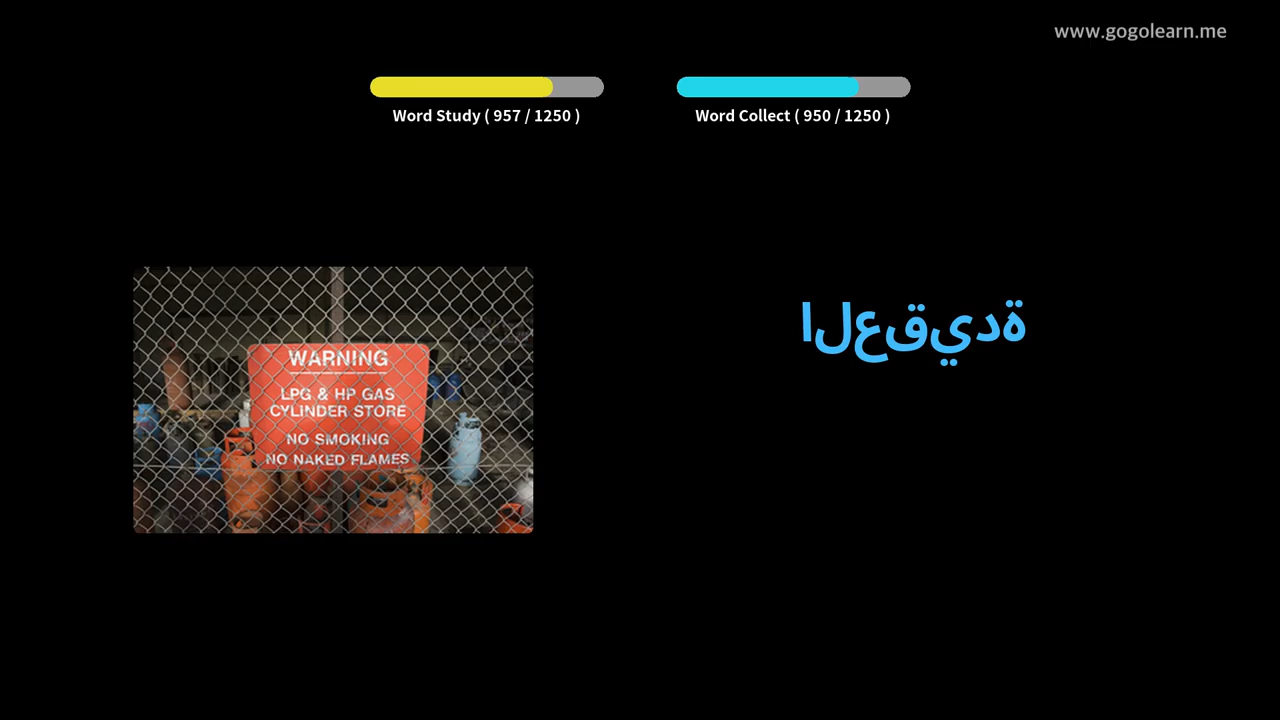 www.gogolearn.me
Word Study ( 957 / 1250 )
Word Collect ( 950 / 1250 )
العقيدة
WARNING
LPG & HP GAS
CYLINDER STORE
NO SMOKING
NO NAKED FLAMES